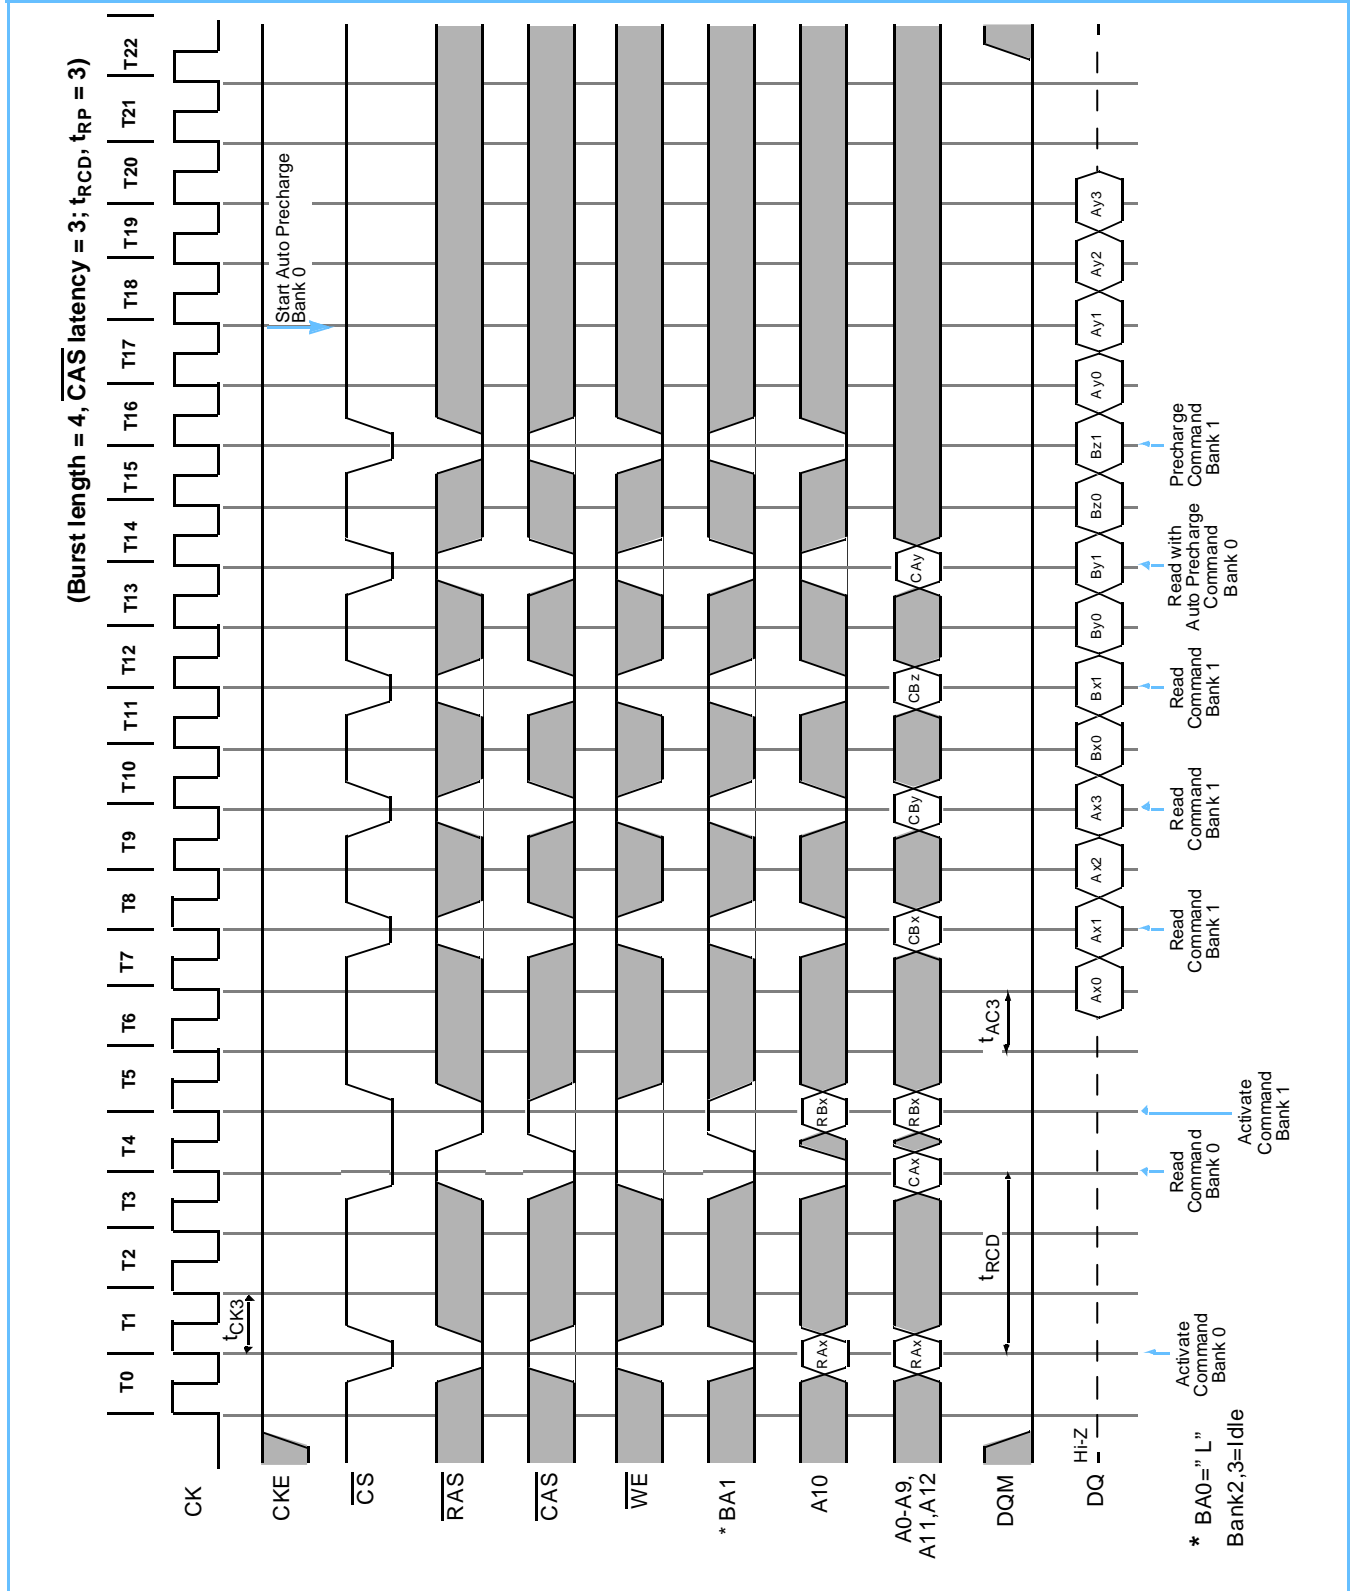 (Burst length = 4, CAS latency = 3; tRCD, tRP = 3)
T0 T1 T2 T3 T4 T5 T6 T7 T8 T9 T10 T11 T12 T13 T14 T15 T16 T17 T18 T19 T20 T21 T22
CK
tCK3
CKE
Start Auto Precharge
Bank 0
CS
RAS
CAS
WE
* BA1
A10
RAx RBx
A0-A9,
A11,A12
RAx CAx RBx CBx CBy CBz CAy
DQM
tRCD
tAC3
DQ
Hi-Z
Ax0 Ax1 Ax2 Ax3 Bx0 Bx1 By0 By1 Bz0 Bz1 Ay0 Ay1 Ay2 Ay3
Activate
Command
Bank 0
Read
Command
Bank 0
Activate
Command
Bank 1
Read
Command
Bank 1
Read
Command
Bank 1
Read
Command
Bank 1
Read with
Auto Precharge
Command
Bank 0
Precharge
Command
Bank 1
* BA0=" L"
Bank2,3=Idle